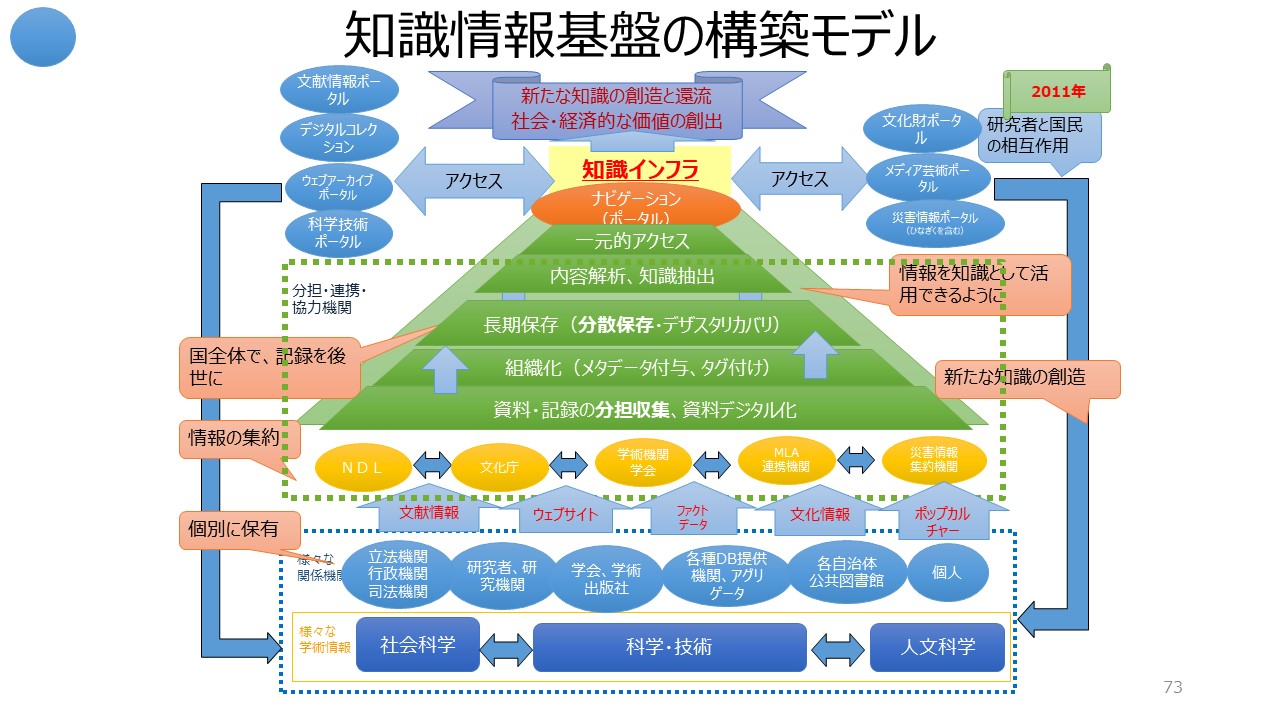 知識情報基盤の構築モデル
文献情報ポー
タル
デジタルコレク
ション
ウェブアーカイブ
ポータル
科学技術
ポータル
新たな知識の創造と還流
社会・経済的な価値の創出
2011年
研究者と国民
の相互作用
文化財ポータ
ル
メディア芸術ポー
タル
災害情報ポータル
（ひなぎくを含む）
アクセス
知識インフラ
アクセス
ナビゲーション
（ポータル）
一元的アクセス
内容解析、知識抽出
長期保存（分散保存・デザスタリカバリ）
組織化（メタデータ付与、タグ付け）
資料・記録の分担収集、資料デジタル化
分担・連携・
協力機関
情報を知識として活
用できるように
国全体で、記録を後
世に
新たな知識の創造
情報の集約
個別に保有
ＮＤＬ
文化庁
学術機関
学会
MLA
連携機関
災害情報
集約機関
文献情報
ウェブサイト
ファクト
データ
文化情報
ポップカル
チャー
様々な
関係機関
立法機関
行政機関
司法機関
研究者、研
究機関
学会、学術
出版社
各種DB提供
機関、アグリ
ゲータ
各自治体
公共図書館
個人
様々な
学術情報
社会科学
科学・技術
人文科学
73